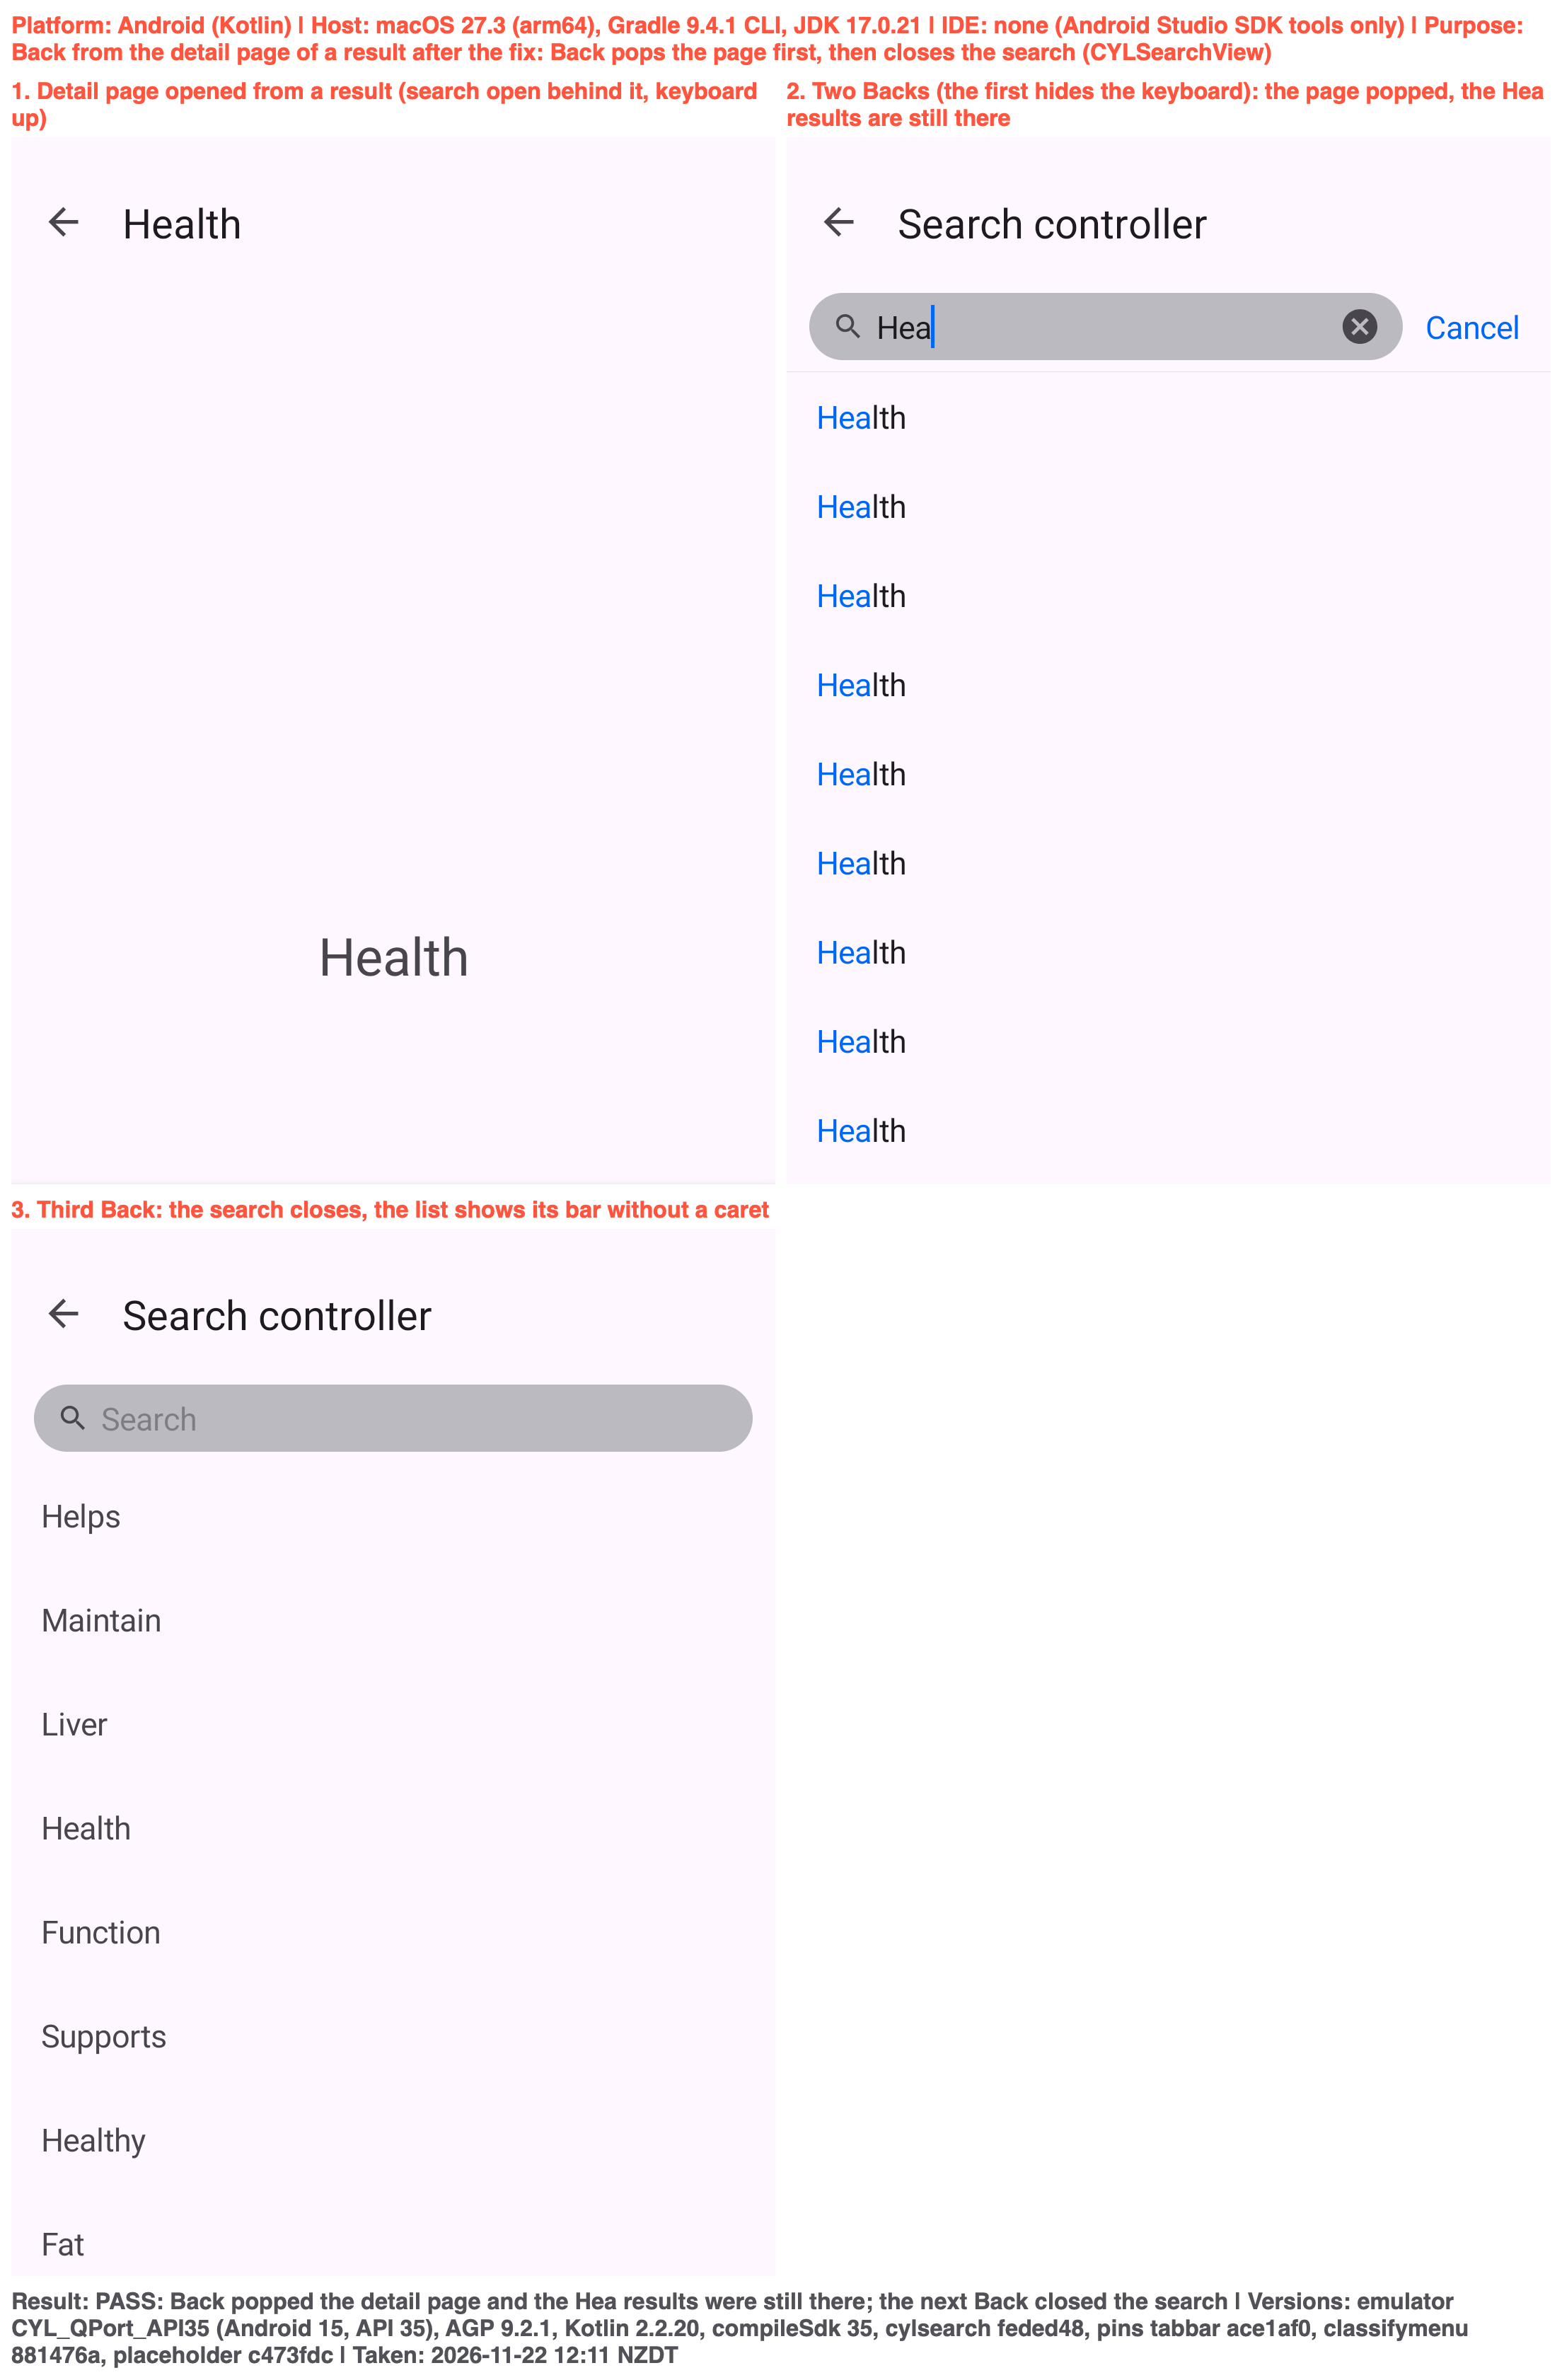 Platform: Android (Kotlin) | Host: macOS 27.3 (arm64), Gradle 9.4.1 CLI, JDK 17.0.21 | IDE: none (Android Studio SDK tools only) | Purpose:
Back from the detail page of a result after the fix: Back pops the page first, then closes the search (CYLSearchView)
1. Detail page opened from a result (search open behind it, keyboard
up)
Health
Health
2. Two Backs (the first hides the keyboard): the page popped, the Hea
results are still there
Search controller
Hea
Cancel
Health
Health
Health
Health
Health
Health
Health
Health
Health
3. Third Back: the search closes, the list shows its bar without a caret
Search controller
Search
Helps
Maintain
Liver
Health
Function
Supports
Healthy
Fat
Result: PASS: Back popped the detail page and the Hea results were still there; the next Back closed the search | Versions: emulator
CYL_QPort_API35 (Android 15, API 35), AGP 9.2.1, Kotlin 2.2.20, compileSdk 35, cylsearch feded48, pins tabbar ace1af0, classifymenu
881476a, placeholder c473fdc | Taken: 2026-11-22 12:11 NZDT